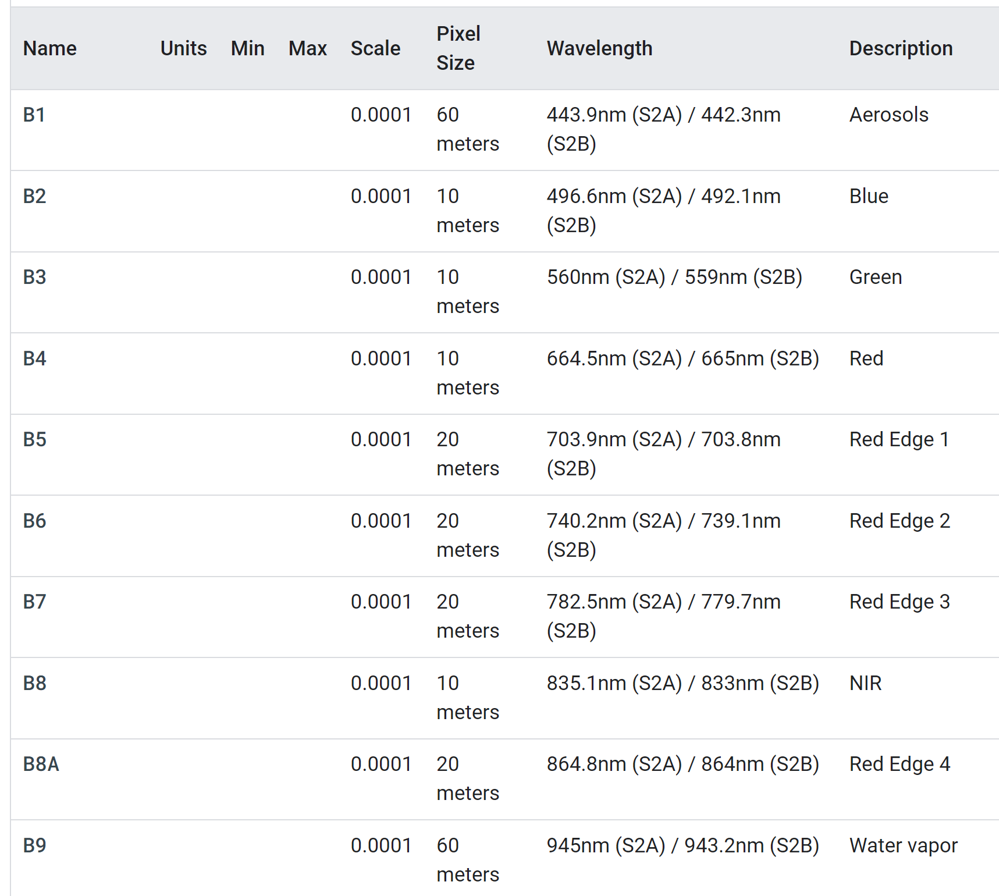 Name Units Min Max Scale Pixel Size Wavelength Description
B1 0.0001 60 meters 443.9nm (S2A) / 442.3nm (S2B) Aerosols
B2 0.0001 10 meters 496.6nm (S2A) / 492.1nm (S2B) Blue
B3 0.0001 10 meters 560nm (S2A) / 559nm (S2B) Green
B4 0.0001 10 meters 664.5nm (S2A) / 665nm (S2B) Red
B5 0.0001 20 meters 703.9nm (S2A) / 703.8nm (S2B) Red Edge 1
B6 0.0001 20 meters 740.2nm (S2A) / 739.1nm (S2B) Red Edge 2
B7 0.0001 20 meters 782.5nm (S2A) / 779.7nm (S2B) Red Edge 3
B8 0.0001 10 meters 835.1nm (S2A) / 833nm (S2B) NIR
B8A 0.0001 20 meters 864.8nm (S2A) / 864nm (S2B) Red Edge 4
B9 0.0001 60 meters 945nm (S2A) / 943.2nm (S2B) Water vapor